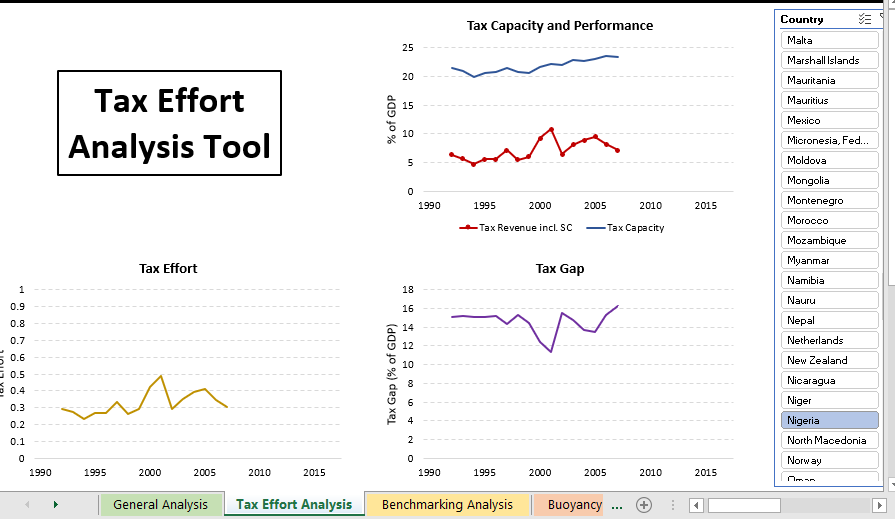 Tax Effort
Analysis Tool
Tax Capacity and Performance
25
20
15
10
5
0
% of GDP
1990 1995 2000 2005 2010 2015
Tax Revenue incl. SC Tax Capacity
Tax Effort
1
0.9
0.8
0.7
0.6
0.5
0.4
0.3
0.2
0.1
0
1990 1995 2000 2005 2010 2015
Tax Gap
18
16
14
12
10
8
6
4
2
0
Tax Gap (% of GDP)
1990 1995 2000 2005 2010 2015
Country
Malta
Marshall Islands
Mauritania
Mauritius
Mexico
Micronesia, Fed...
Moldova
Mongolia
Montenegro
Morocco
Mozambique
Myanmar
Namibia
Nauru
Nepal
Netherlands
New Zealand
Nicaragua
Niger
Nigeria
North Macedonia
Norway
General Analysis Tax Effort Analysis Benchmarking Analysis Buoyancy ...